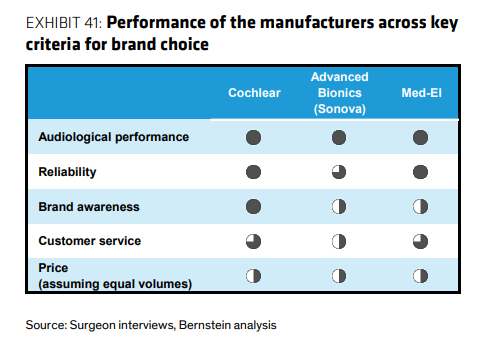 EXHIBIT 41: Performance of the manufacturers across key
criteria for brand choice
Cochlear
Advanced
Bionics
(Sonova)
Med-El
Audiological performance
Reliability
Brand awareness
Customer service
Price
(assuming equal volumes)
Source: Surgeon interviews, Bernstein analysis